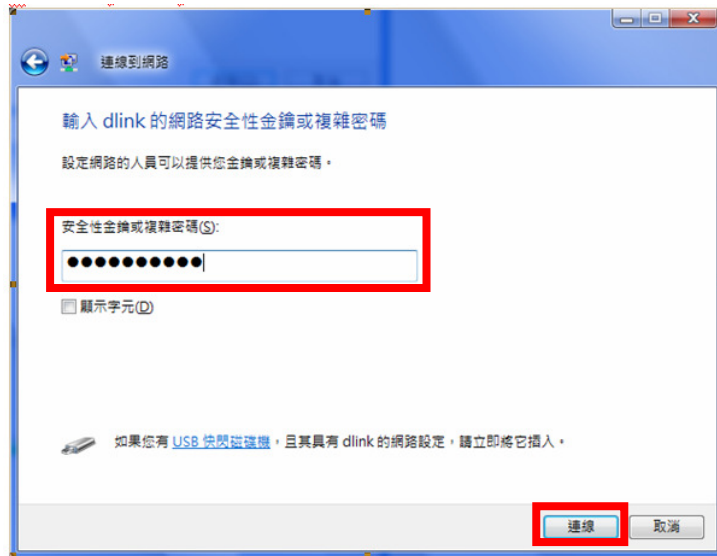 連線到網路
輸入 dlink 的網路安全性金鑰或複雜密碼
設定網路的人員可以提供您金鑰或複雜密碼。
安全性金鑰或複雜密碼(S):
●●●●●●●●●●
顯示字元(D)
如果您有 USB 快閃磁碟機，且其具有 dlink 的網路設定，請立即將它插入。
連線
取消